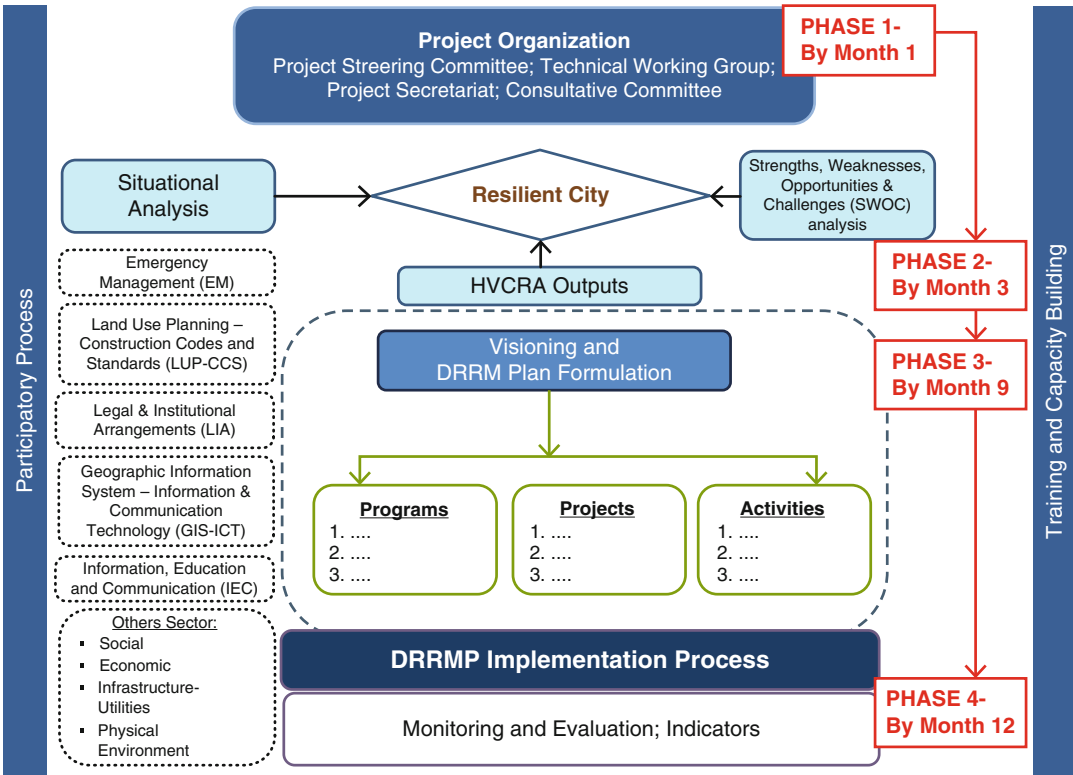 Participatory Process
Project Organization
Project Streering Committee; Technical Working Group;
Project Secretariat; Consultative Committee
PHASE 1-
By Month 1
Situational
Analysis
Resilient City
Strengths, Weaknesses,
Opportunities &
Challenges (SWOC)
analysis
HVCRA Outputs
PHASE 2-
By Month 3
Emergency
Management (EM)
Land Use Planning –
Construction Codes and
Standards (LUP-CCS)
Legal & Institutional
Arrangements (LIA)
Geographic Information
System – Information &
Communication
Technology (GIS-ICT)
Information, Education
and Communication (IEC)
Others Sector:
▪ Social
▪ Economic
▪ Infrastructure-
Utilities
▪ Physical
Environment
Visioning and
DRRM Plan Formulation
PHASE 3-
By Month 9
Programs
1. ....
2. ....
3. ....
Projects
1. ....
2. ....
3. ....
Activities
1. ....
2. ....
3. ....
DRRMP Implementation Process
Monitoring and Evaluation; Indicators
PHASE 4-
By Month 12
Training and Capacity Building